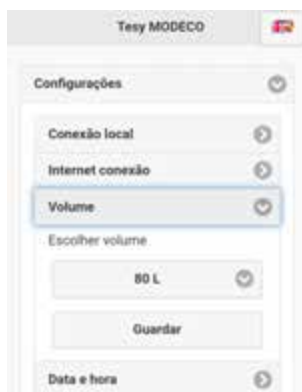 Tesy MODECO
Configurações
Conexão local
Internet conexão
Volume
Escolher volume
80 L
Guardar
Data e hora